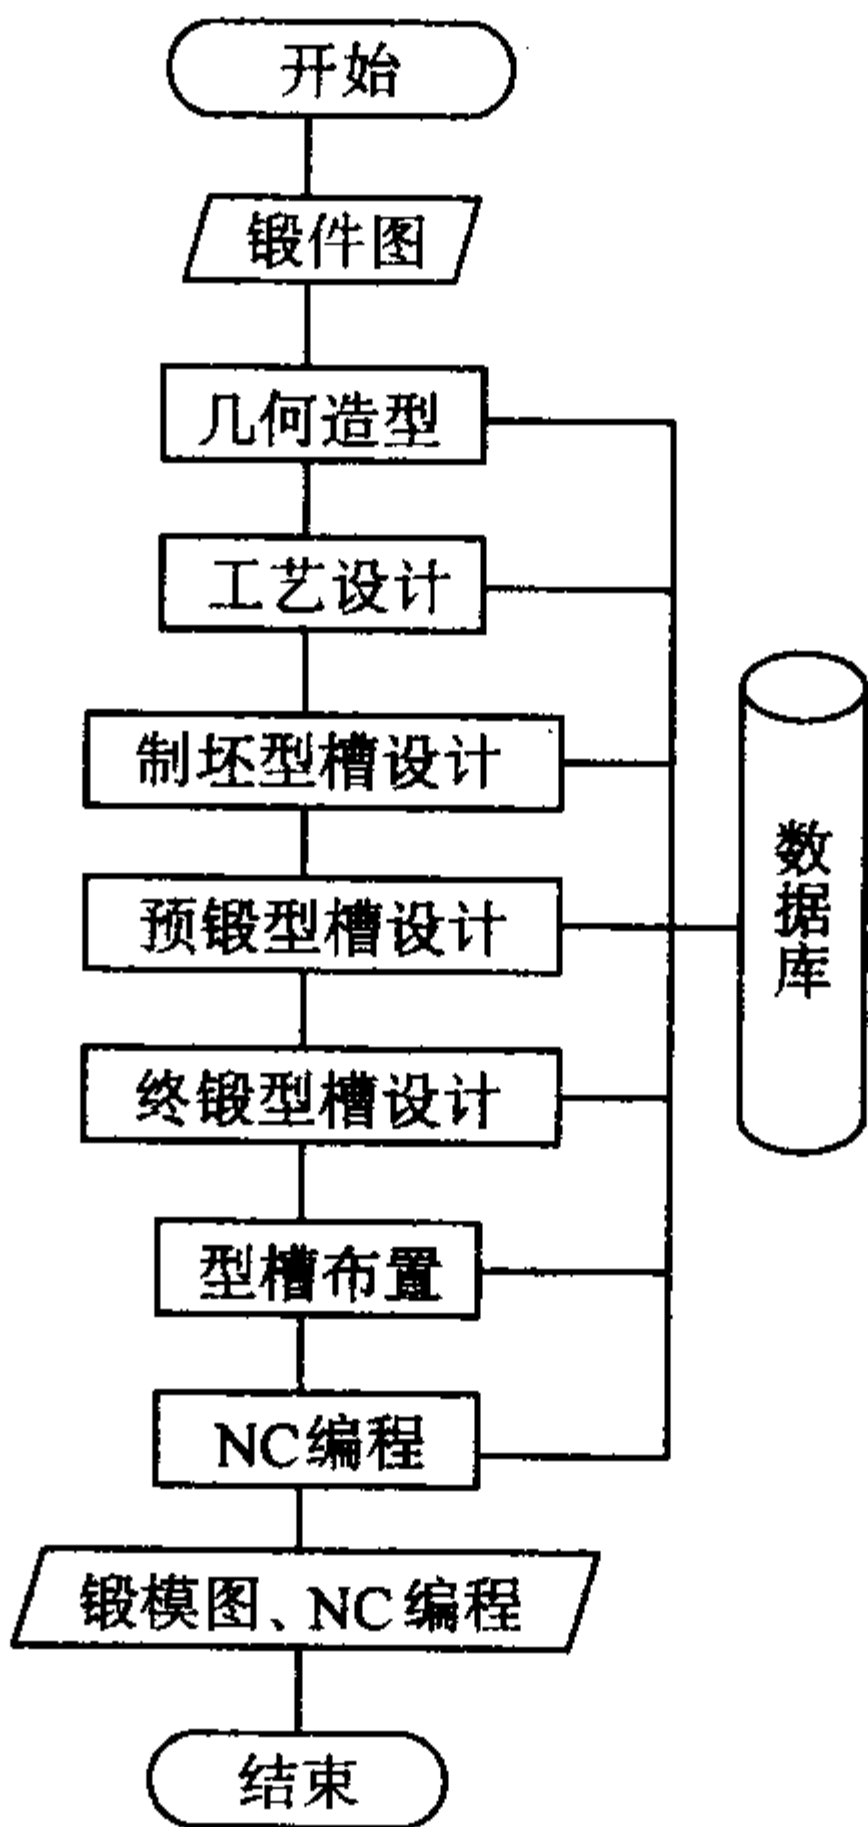 开始
锻件图
几何造型
工艺设计
制坯型槽设计
预锻型槽设计
终锻型槽设计
型槽布置
NC编程
锻模图、NC编程
结束
数据库